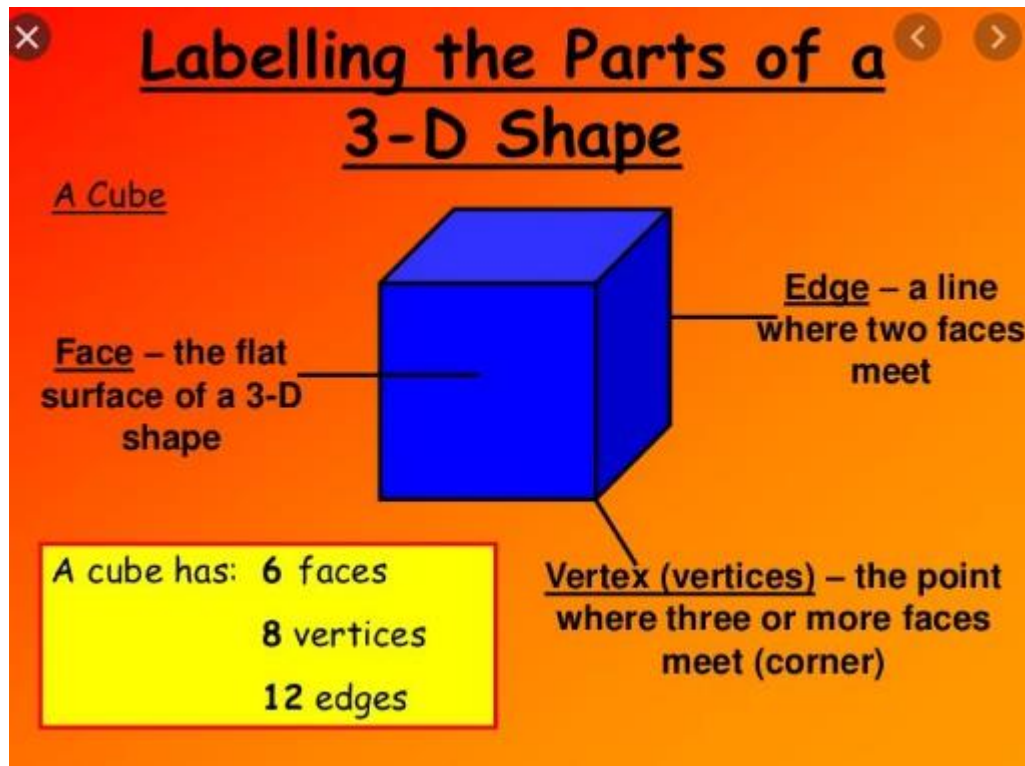 Labelling the Parts of a
3-D Shape
A Cube
Edge – a line
where two faces
meet
Face – the flat
surface of a 3-D
shape
A cube has: 6 faces
8 vertices
12 edges
Vertex (vertices) – the point
where three or more faces
meet (corner)